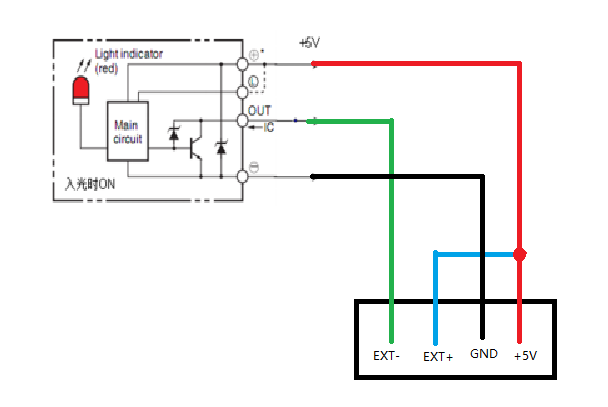 Light indicator
(red)
+5V
⊕*
Ⓛ
OUT
IC
Main
circuit
⊖
入光时ON
EXT-
EXT+
GND
+5V